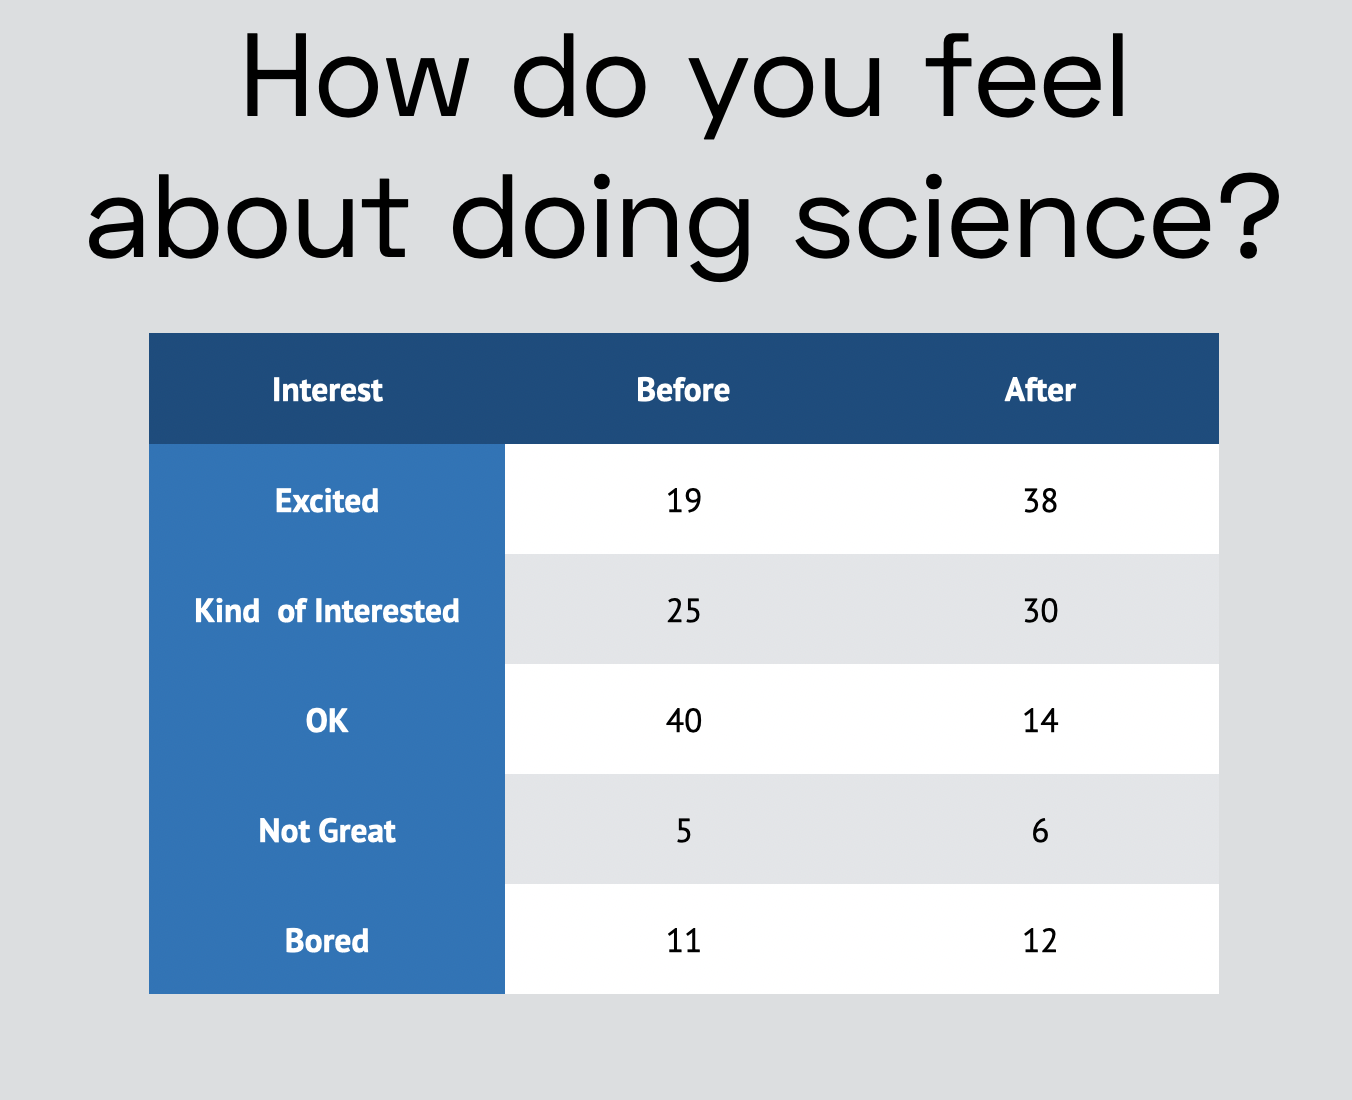 How do you feel
about doing science?
Interest Before After
Excited 19 38
Kind  of Interested 25 30
OK 40 14
Not Great 5 6
Bored 11 12